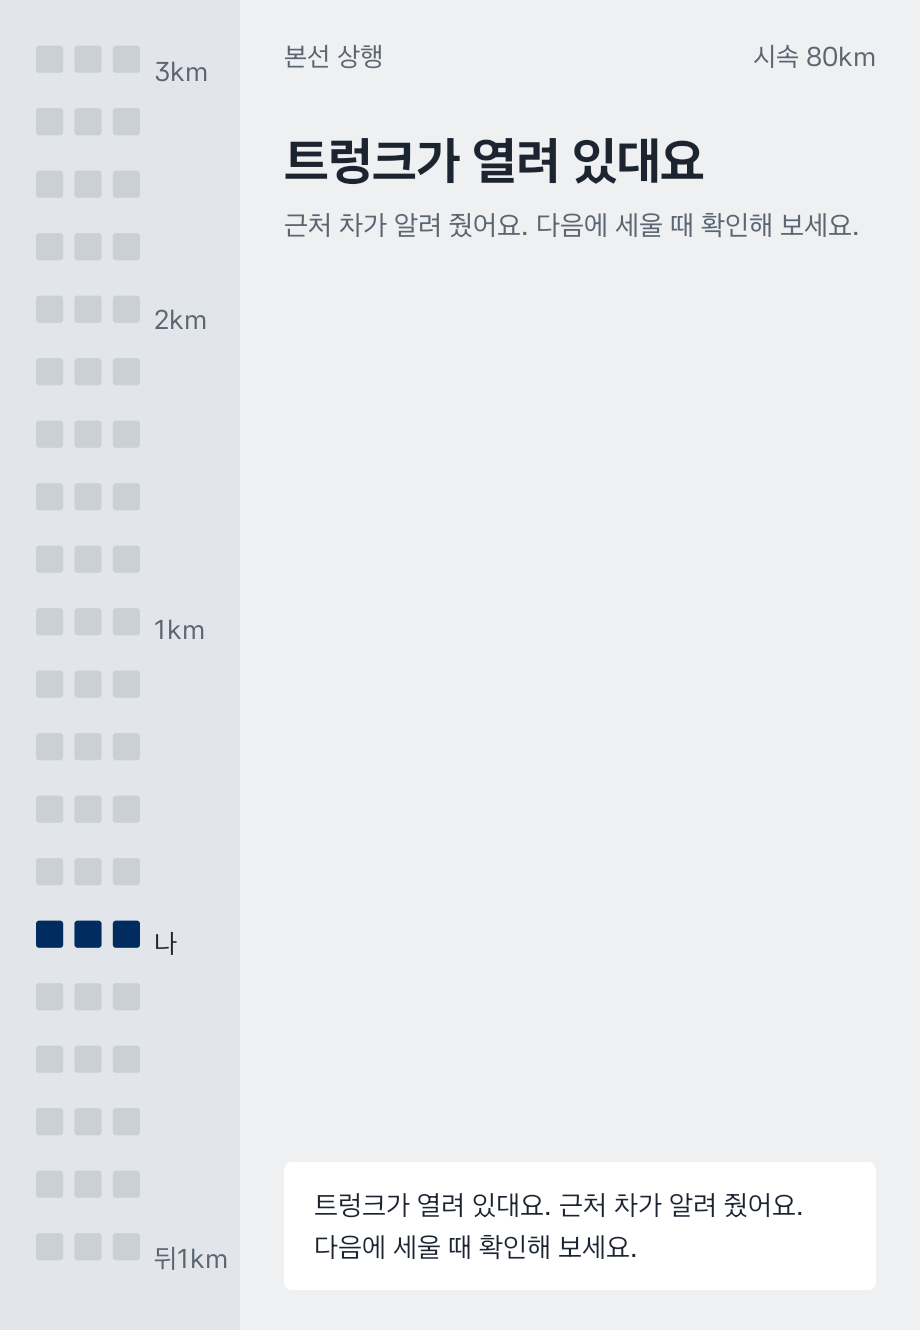 본선 상행
시속 80km
트렁크가 열려 있대요
근처 차가 알려 줬어요. 다음에 세울 때 확인해 보세요.
3km
2km
1km
나
뒤1km
트렁크가 열려 있대요. 근처 차가 알려 줬어요.
다음에 세울 때 확인해 보세요.